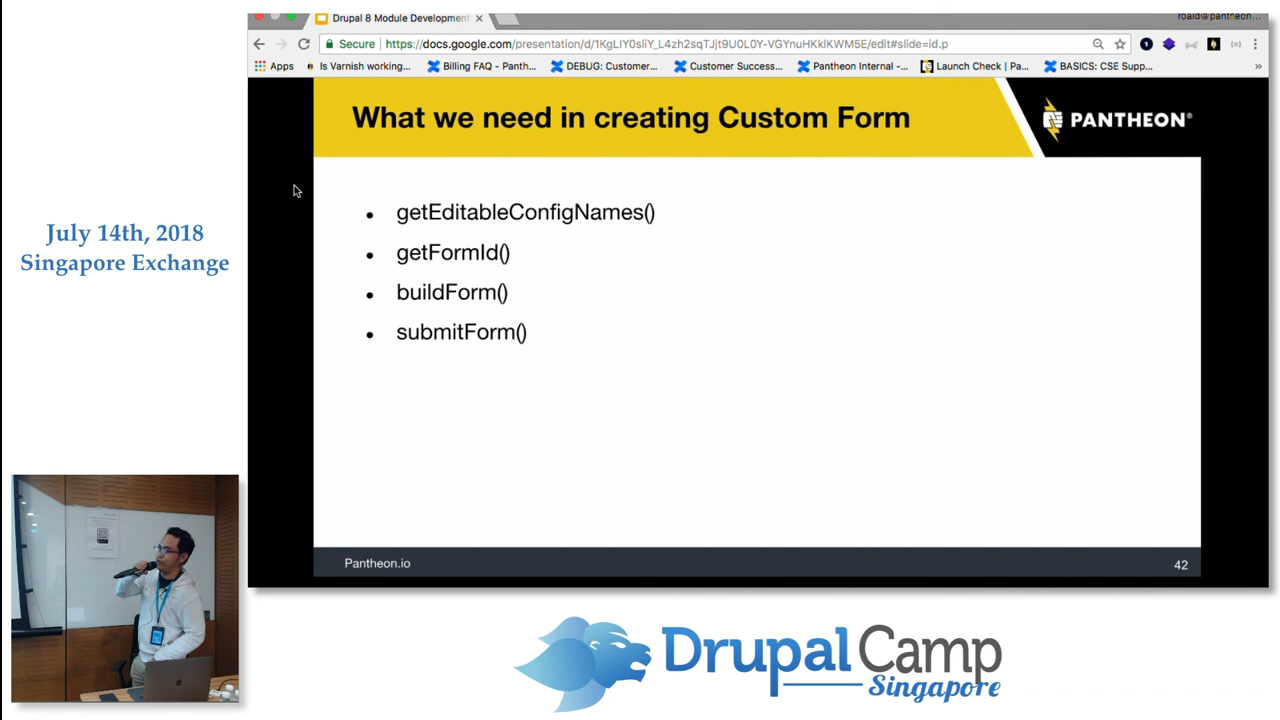 Drupal 8 Module Development
Secure
https://docs.google.com/presentation/d/1KgLIY0sliY_L4zh2sqTJjt9U0L0Y-VGYnuHKklKWM5E/edit#slide=id.p
Apps
Is Varnish working...
Billing FAQ - Panth...
DEBUG: Customer...
Customer Success...
Pantheon Internal -...
Launch Check | Pa...
BASICS: CSE Supp...
»
What we need in creating Custom Form
PANTHEON®
• getEditableConfigNames()
• getFormId()
• buildForm()
• submitForm()
July 14th, 2018
Singapore Exchange
Pantheon.io
42
DrupalCamp
Singapore